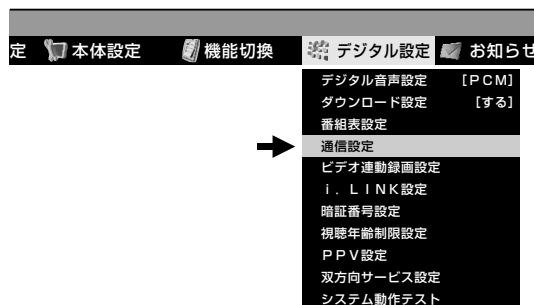 定 本体設定 機能切換 デジタル設定 お知らせ
デジタル音声設定 [PCM]
ダウンロード設定 [する]
番組表設定
通信設定
ビデオ連動録画設定
ｉ．ＬＩＮＫ設定
暗証番号設定
視聴年齢制限設定
ＰＰＶ設定
双方向サービス設定
システム動作テスト